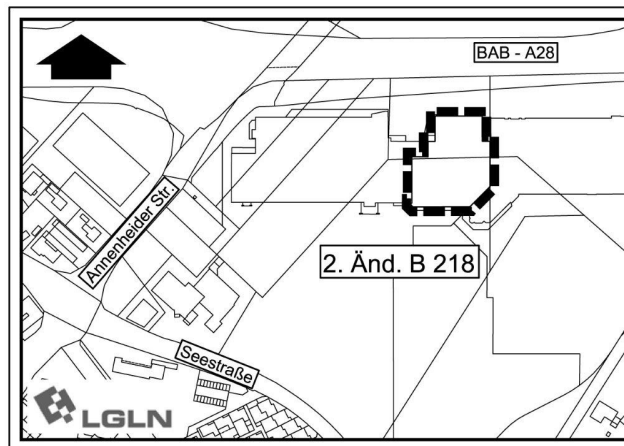 BAB - A28
Annenheider Str.
2. Änd. B 218
Seestraße
LGLN